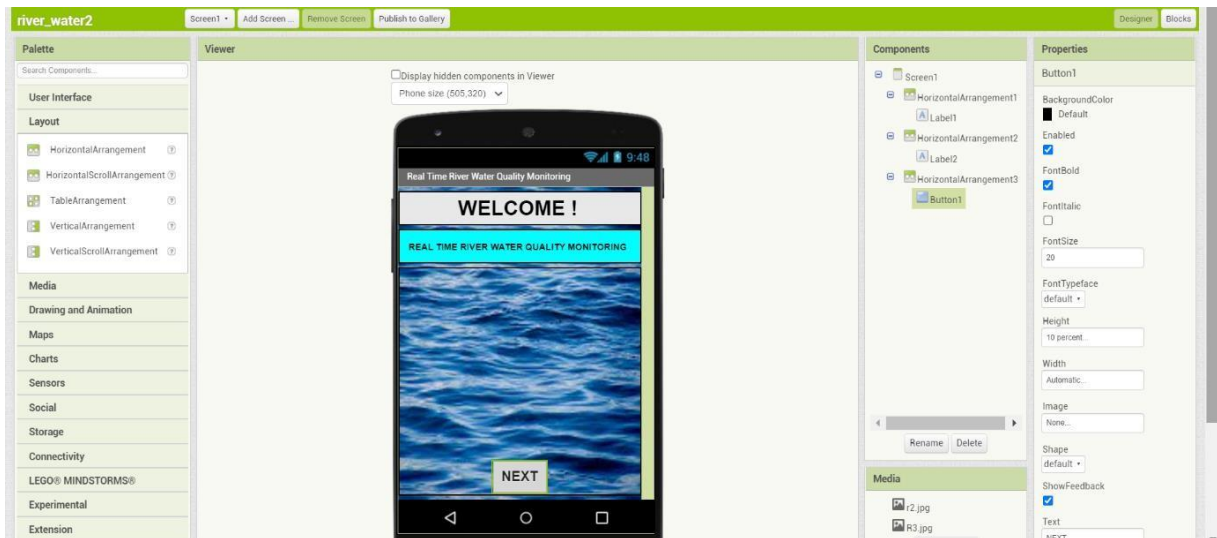 river_water2
Screen1
Add Screen ...
Remove Screen
Publish to Gallery
Designer
Blocks
Palette
Search Components...
User Interface
Layout
HorizontalArrangement
HorizontalScrollArrangement
TableArrangement
VerticalArrangement
VerticalScrollArrangement
Media
Drawing and Animation
Maps
Charts
Sensors
Social
Storage
Connectivity
LEGO® MINDSTORMS®
Experimental
Extension
Viewer
Display hidden components in Viewer
Phone size (505,320)
9:48
Real Time River Water Quality Monitoring
WELCOME !
REAL TIME RIVER WATER QUALITY MONITORING
NEXT
Components
Screen1
HorizontalArrangement1
Label1
HorizontalArrangement2
Label2
HorizontalArrangement3
Button1
Rename
Delete
Media
r2.jpg
R3.jpg
Properties
Button1
BackgroundColor
Default
Enabled
FontBold
FontItalic
FontSize
20
FontTypeface
default
Height
10 percent...
Width
Automatic...
Image
None...
Shape
default
ShowFeedback
Text
NEXT